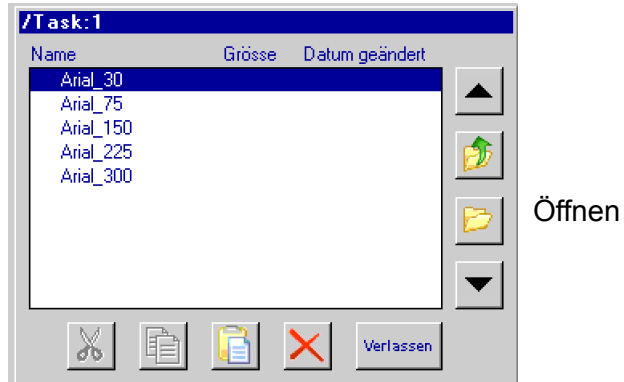 /Task:1
Name Grösse Datum geändert
Arial_30
Arial_75
Arial_150
Arial_225
Arial_300
Öffnen
Verlassen